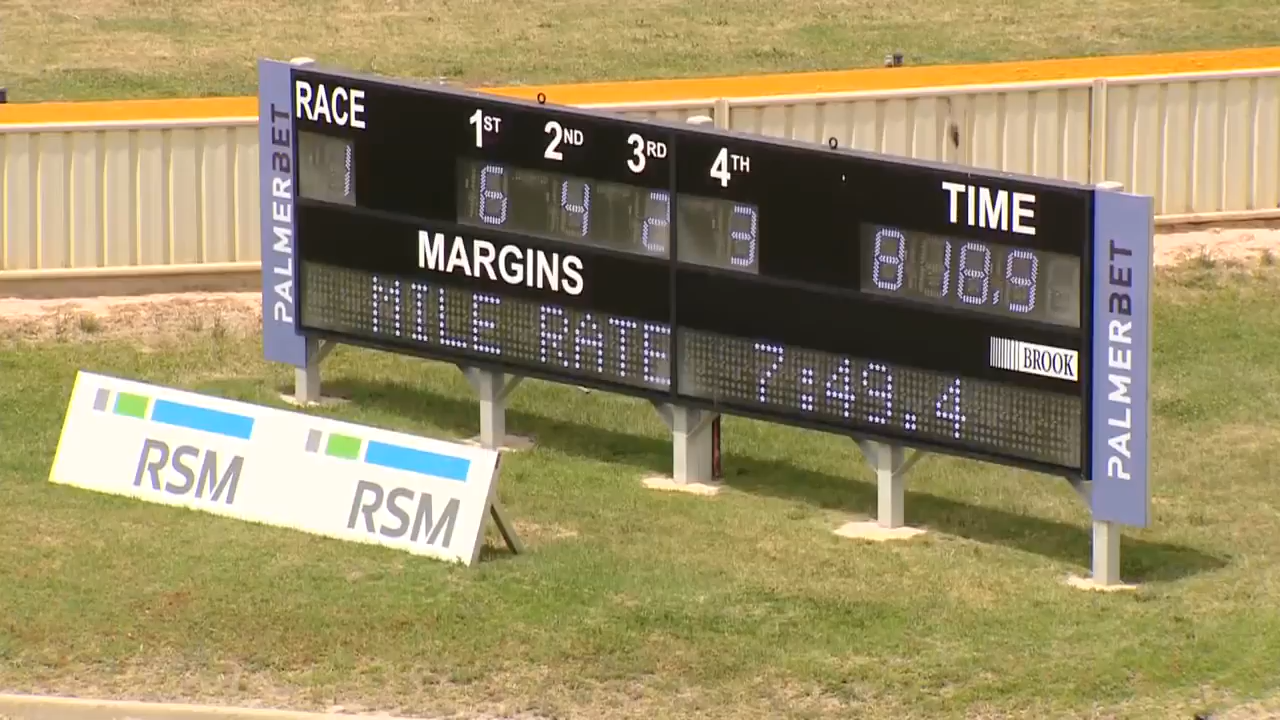 PALMERBET
RACE 1ST 2ND 3RD 4TH TIME
1 6 4 2 3 8 18.9
MARGINS
MILE RATE 7:49.4
BROOK
PALMERBET
RSM RSM